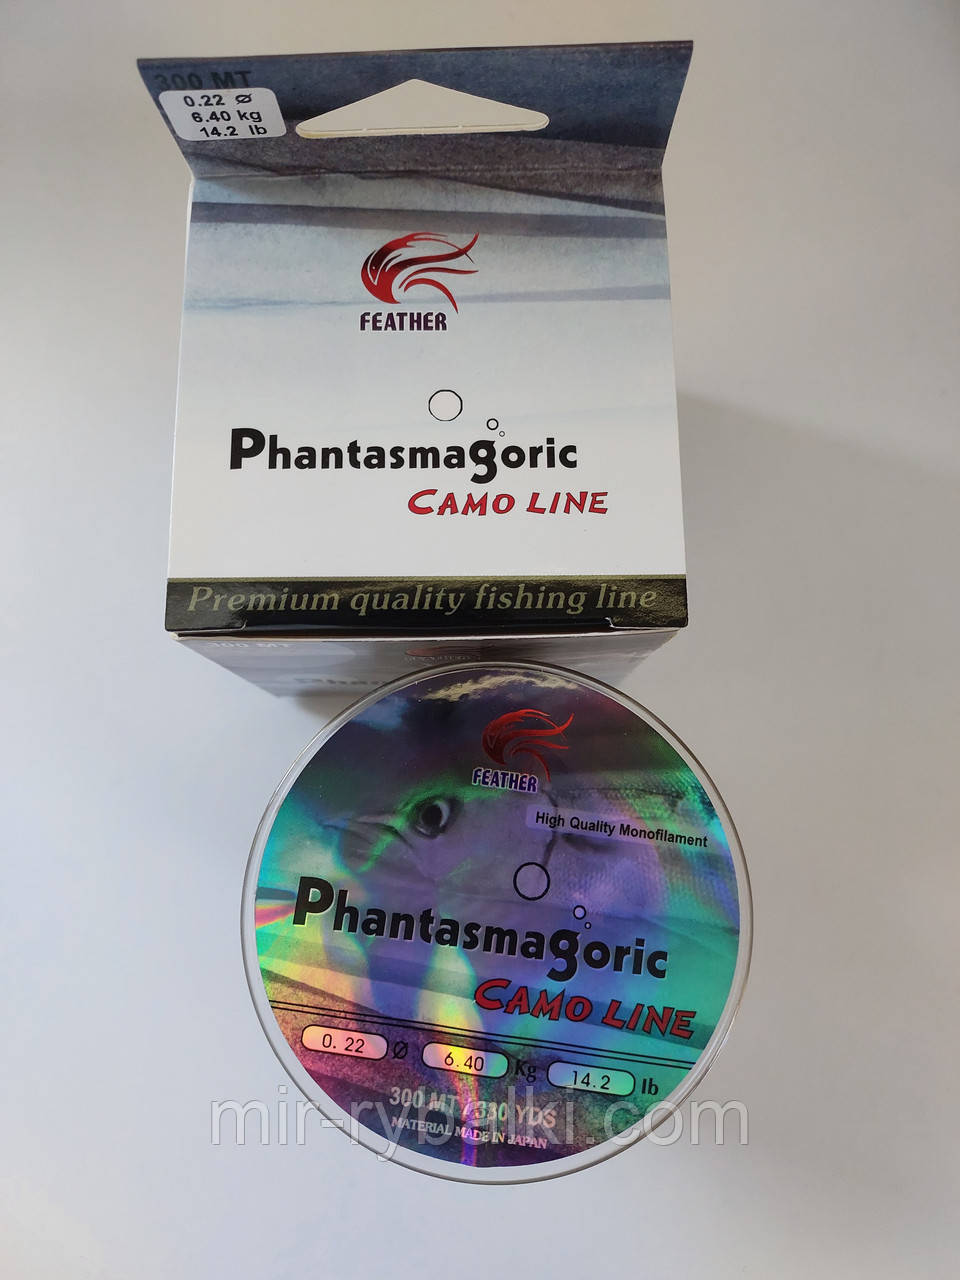 300 MT
0.22 Ø
6.40 kg
14.2 lb
FEATHER
Phantasmagoric
CAMO LINE
Premium quality fishing line
300 MT
FEATHER
High Quality Monofilament
Phantasmagoric
CAMO LINE
0.22 Ø 6.40 Kg 14.2 lb
300 MT / 330 YDS
MATERIAL MADE IN JAPAN
mir-rybalki.com